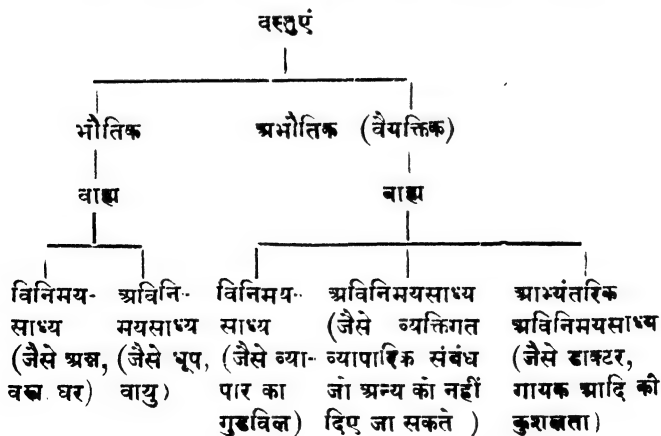 वस्तुएं
भौतिक अभौतिक (वैयक्तिक)
वाह्य बाह्य
विनिमय- अविनि- विनिमय- अविनिमयसाध्य आभ्यंतरिक
साध्य मयसाध्य साध्य (जैसे व्यक्तिगत अविनिमयसाध्य
(जैसे अन्न, (जैसे धूप, (जैसे व्या- व्यापारिक संबंध (जैसे डाक्टर,
वस्त्र घर) वायु) पार का जो अन्य को नहीं गायक आदि की
गुडविल) दिए जा सकते) कुशलता)